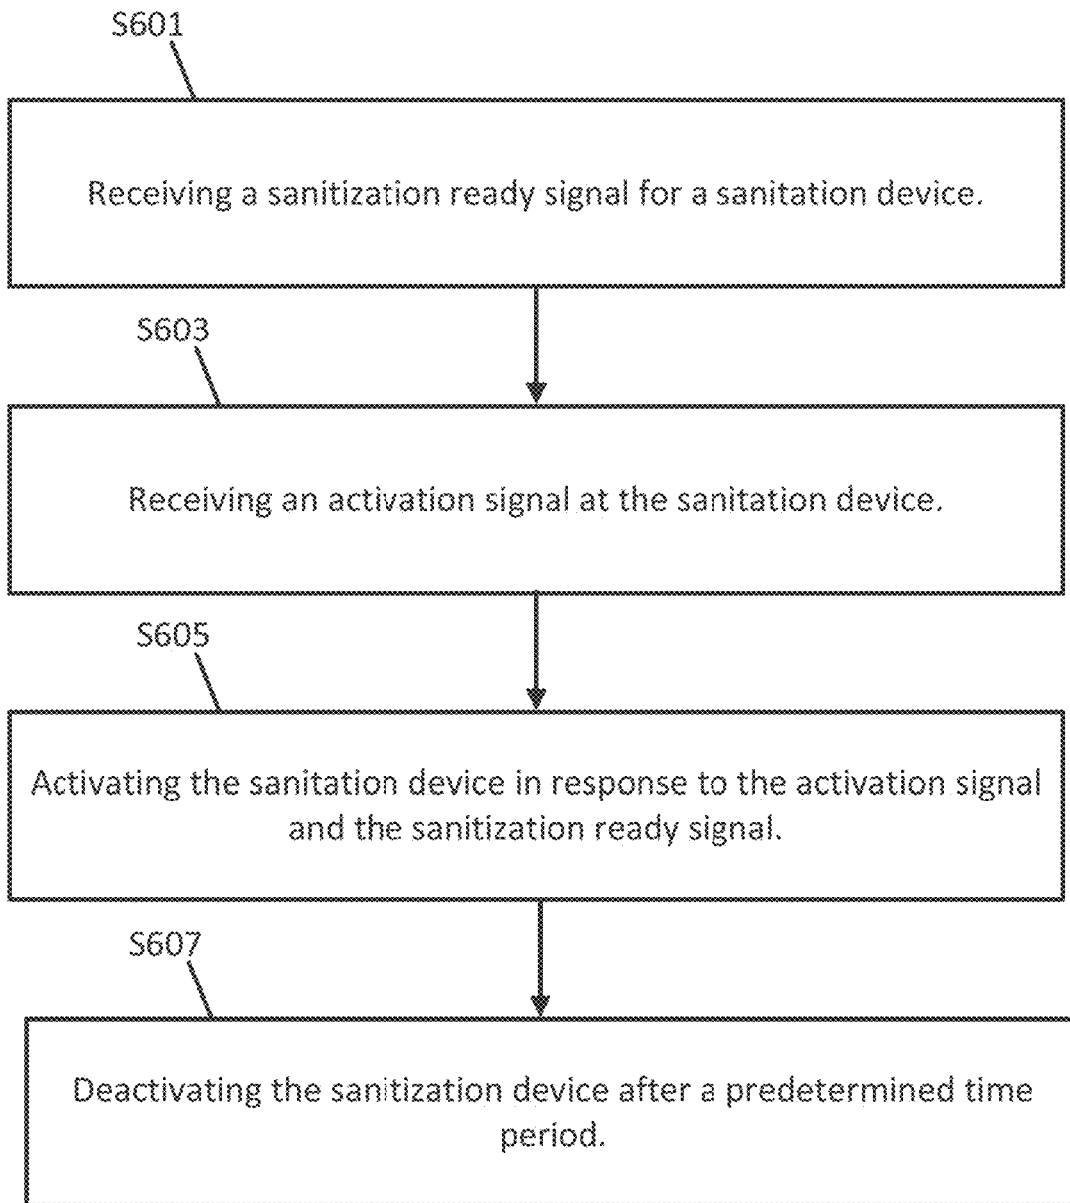 S601
Receiving a sanitization ready signal for a sanitation device.
S603
Receiving an activation signal at the sanitation device.
S605
Activating the sanitation device in response to the activation signal
and the sanitization ready signal.
S607
Deactivating the sanitization device after a predetermined time
period.